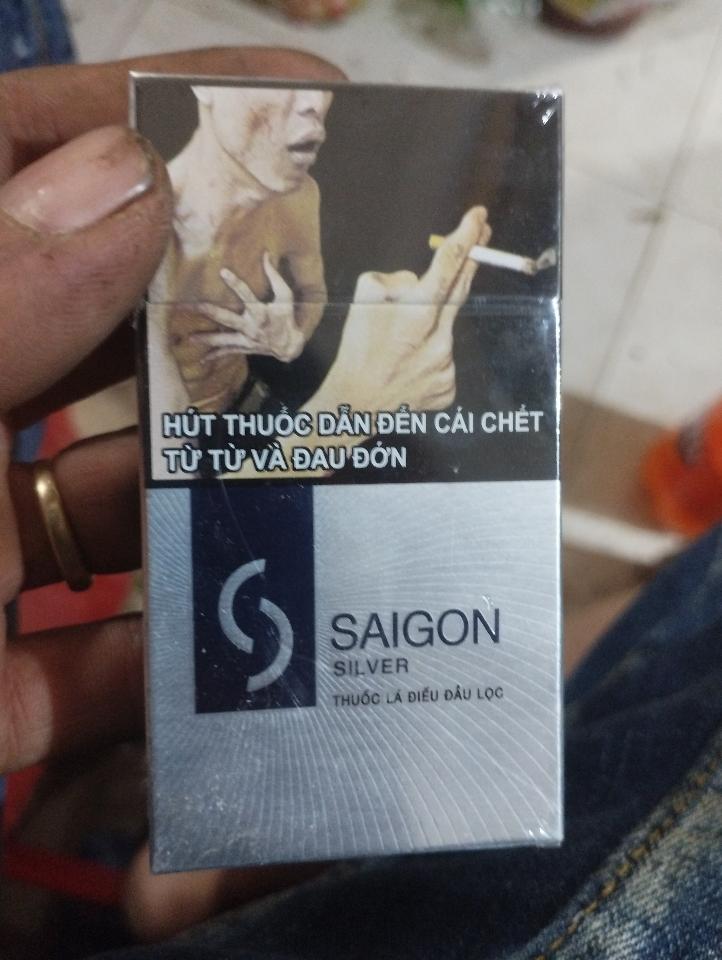 HÚT THUỐC DẪN ĐẾN CÁI CHẾT
TỪ TỪ VÀ ĐAU ĐỚN
SAIGON
SILVER
THUỐC LÁ ĐIẾU ĐẦU LỌC